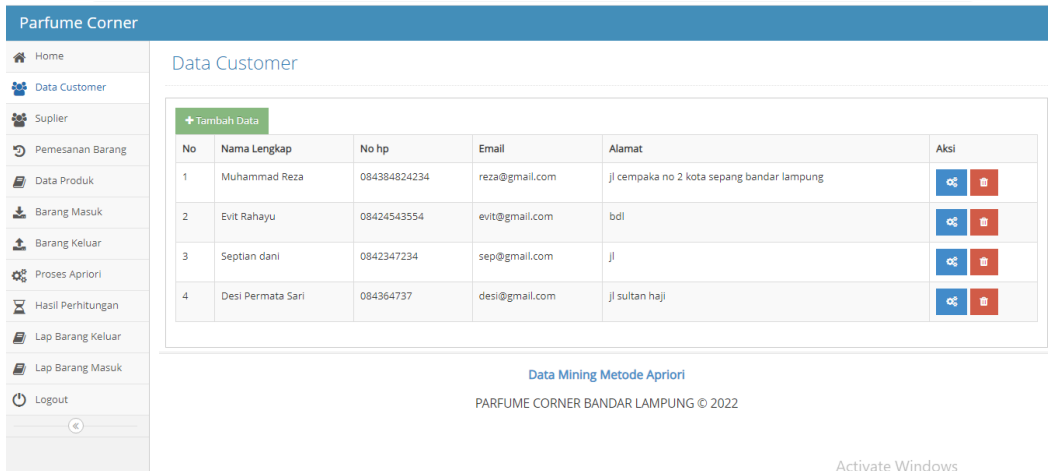 Parfume Corner
Home
Data Customer
Suplier
Pemesanan Barang
Data Produk
Barang Masuk
Barang Keluar
Proses Apriori
Hasil Perhitungan
Lap Barang Keluar
Lap Barang Masuk
Logout
Data Customer
Tambah Data
No Nama Lengkap No hp Email Alamat Aksi
1 Muhammad Reza 084384824234 reza@gmail.com jl cempaka no 2 kota sepang bandar lampung
2 Evit Rahayu 08424543554 evit@gmail.com bdl
3 Septian dani 0842347234 sep@gmail.com jl
4 Desi Permata Sari 084364737 desi@gmail.com jl sultan haji
Data Mining Metode Apriori
PARFUME CORNER BANDAR LAMPUNG © 2022
Activate Windows